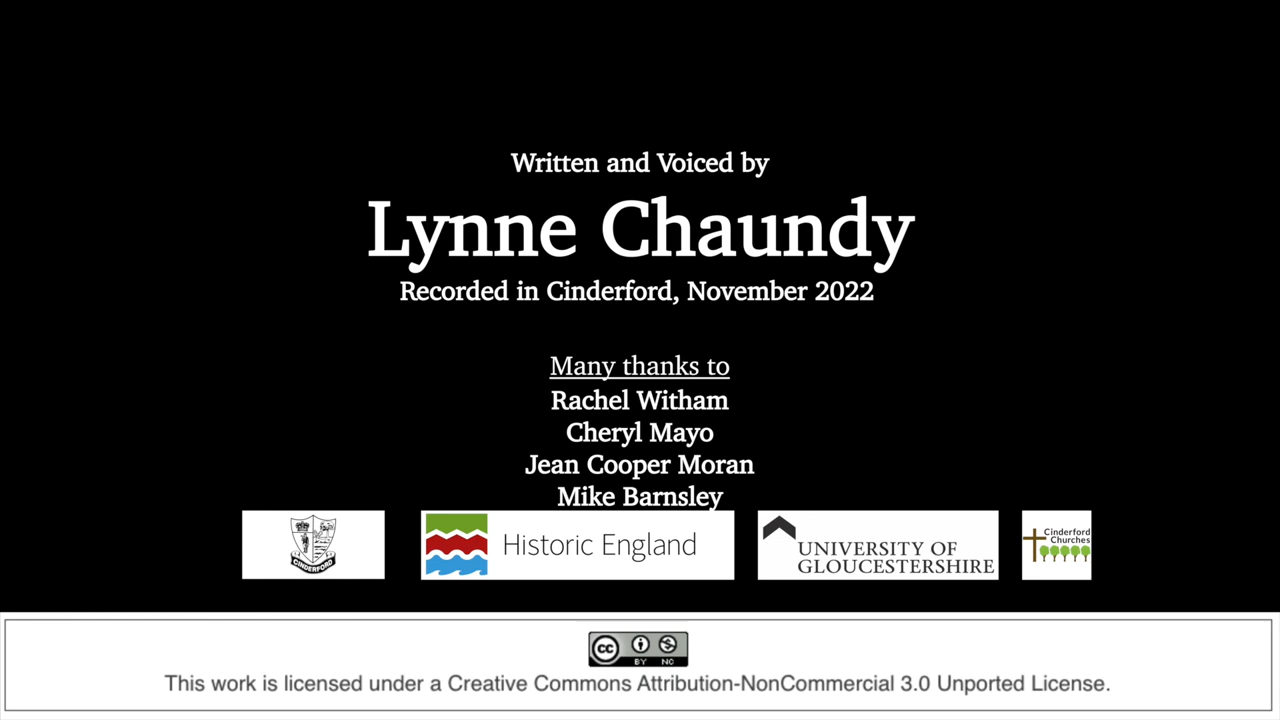 Written and Voiced by
Lynne Chaundy
Recorded in Cinderford, November 2022
Many thanks to
Rachel Witham
Cheryl Mayo
Jean Cooper Moran
Mike Barnsley
CINDERFORD
Historic England
UNIVERSITY OF
GLOUCESTERSHIRE
Cinderford
Churches
cc
BY NC
This work is licensed under a Creative Commons Attribution-NonCommercial 3.0 Unported License.